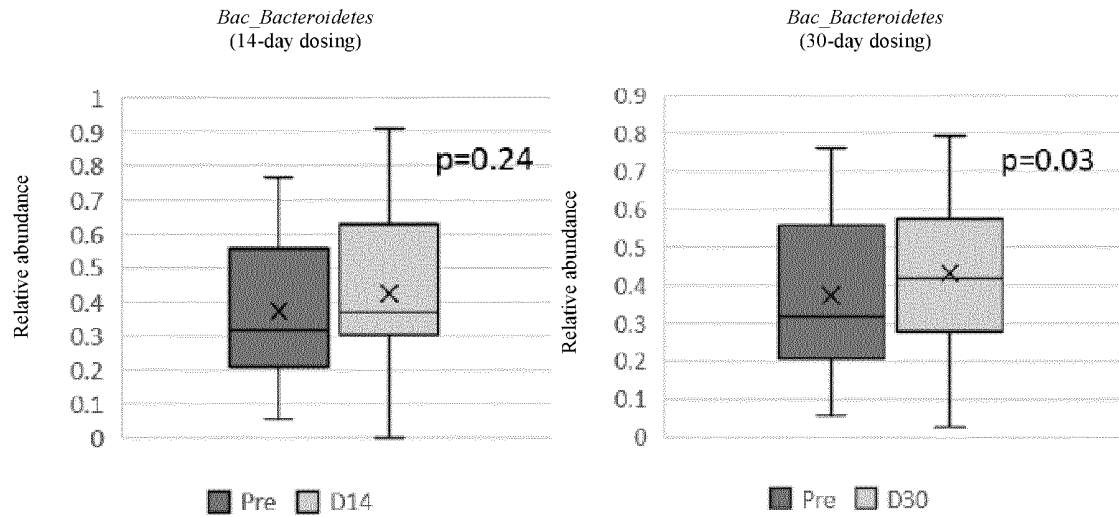 Bac_Bacteroidetes
(14-day dosing)
Relative abundance
1
0.9
0.8
0.7
0.6
0.5
0.4
0.3
0.2
0.1
0
p=0.24
Pre D14
Bac_Bacteroidetes
(30-day dosing)
Relative abundance
0.9
0.8
0.7
0.6
0.5
0.4
0.3
0.2
0.1
0
p=0.03
Pre D30